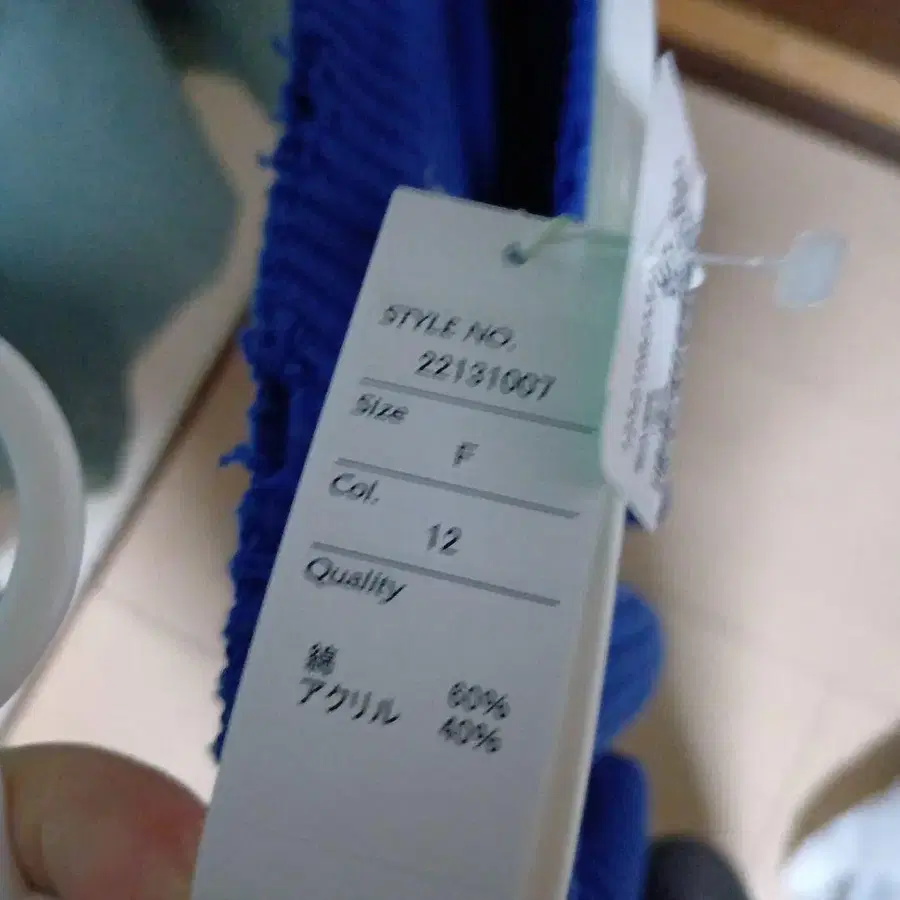 STYLE NO.
22131007
Size
F
Col.
12
Quality
綿 60%
アクリル 40%